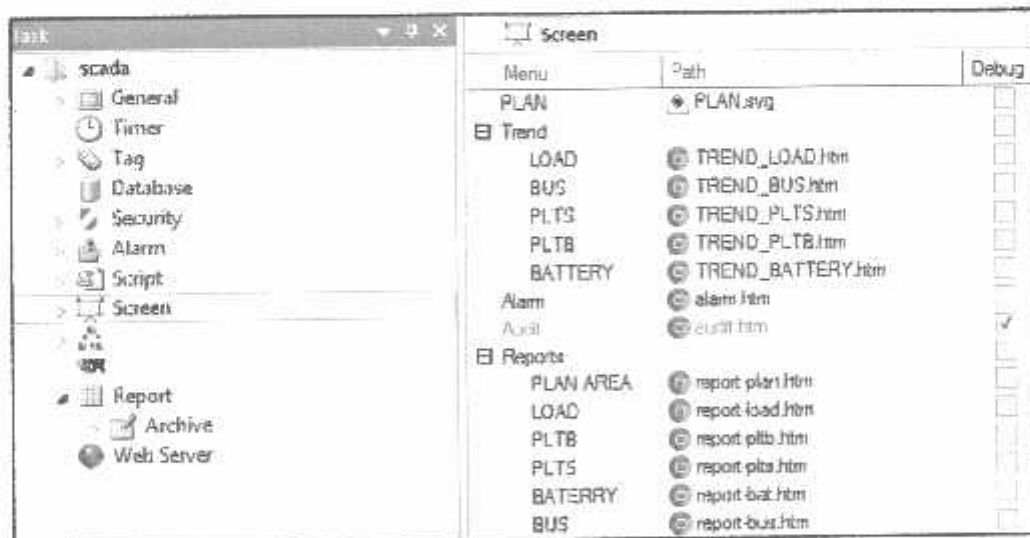 Task
scada
General
Timer
Tag
Database
Security
Alarm
Script
Screen
Report
Archive
Web Server
Screen
Menu Path Debug
PLAN PLAN.svg
Trend
LOAD TREND_LOAD.htm
BUS TREND_BUS.htm
PLTS TREND_PLTS.htm
PLTB TREND_PLTB.htm
BATTERY TREND_BATTERY.htm
Alarm alarm.htm
Audit audit.htm
Reports
PLAN AREA report-plan.htm
LOAD report-load.htm
PLTB report-pltb.htm
PLTS report-plts.htm
BATERRY report-bat.htm
BUS report-bus.htm